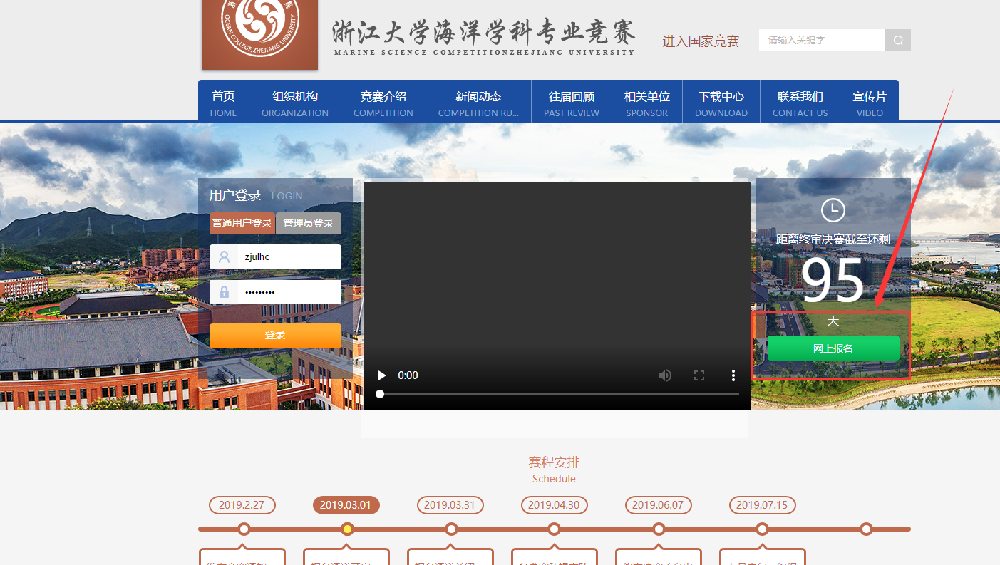 OCEAN COLLEGE, ZHEJIANG UNIVERSITY
浙江大学海洋学科专业竞赛
MARINE SCIENCE COMPETITIONZHEJIANG UNIVERSITY
进入国家竞赛
请输入关键字
首页 组织机构 竞赛介绍 新闻动态 往届回顾 相关单位 下载中心 联系我们 宣传片
HOME ORGANIZATION COMPETITION COMPETITION RU... PAST REVIEW SPONSOR DOWNLOAD CONTACT US VIDEO
用户登录 | LOGIN
普通用户登录 管理员登录
zjulhc
•••••••••
登录
0:00
距离终审决赛截至还剩
95
天
网上报名
赛程安排
Schedule
2019.2.27 2019.03.01 2019.03.31 2019.04.30 2019.06.07 2019.07.15